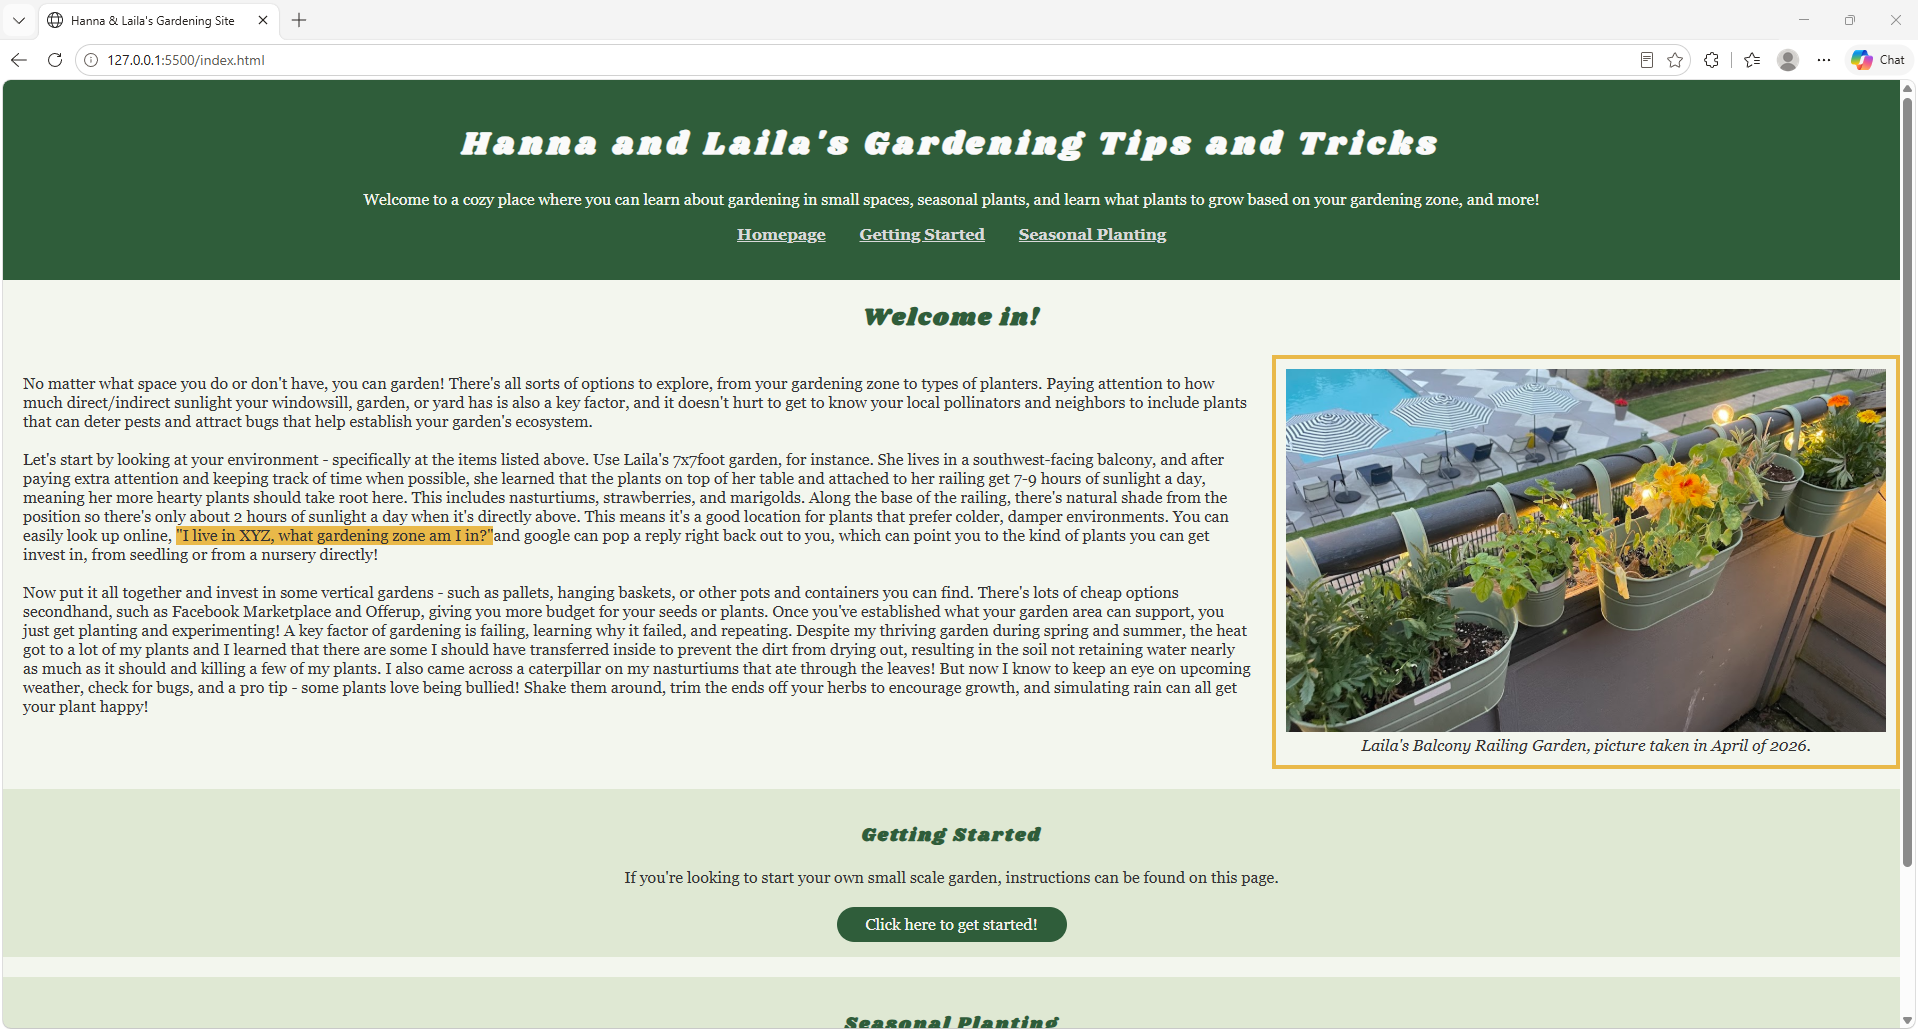 Hanna & Laila's Gardening Site
127.0.0.1:5500/index.html
Chat
Hanna and Laila's Gardening Tips and Tricks
Welcome to a cozy place where you can learn about gardening in small spaces, seasonal plants, and learn what plants to grow based on your gardening zone, and more!
Homepage Getting Started Seasonal Planting
Welcome in!
No matter what space you do or don't have, you can garden! There's all sorts of options to explore, from your gardening zone to types of planters. Paying attention to how
much direct/indirect sunlight your windowsill, garden, or yard has is also a key factor, and it doesn't hurt to get to know your local pollinators and neighbors to include plants
that can deter pests and attract bugs that help establish your garden's ecosystem.
Let's start by looking at your environment - specifically at the items listed above. Use Laila's 7x7foot garden, for instance. She lives in a southwest-facing balcony, and after
paying extra attention and keeping track of time when possible, she learned that the plants on top of her table and attached to her railing get 7-9 hours of sunlight a day,
meaning her more hearty plants should take root here. This includes nasturtiums, strawberries, and marigolds. Along the base of the railing, there's natural shade from the
position so there's only about 2 hours of sunlight a day when it's directly above. This means it's a good location for plants that prefer colder, damper environments. You can
easily look up online, "I live in XYZ, what gardening zone am I in?"and google can pop a reply right back out to you, which can point you to the kind of plants you can get
invest in, from seedling or from a nursery directly!
Now put it all together and invest in some vertical gardens - such as pallets, hanging baskets, or other pots and containers you can find. There's lots of cheap options
secondhand, such as Facebook Marketplace and Offerup, giving you more budget for your seeds or plants. Once you've established what your garden area can support, you
just get planting and experimenting! A key factor of gardening is failing, learning why it failed, and repeating. Despite my thriving garden during spring and summer, the heat
got to a lot of my plants and I learned that there are some I should have transferred inside to prevent the dirt from drying out, resulting in the soil not retaining water nearly
as much as it should and killing a few of my plants. I also came across a caterpillar on my nasturtiums that ate through the leaves! But now I know to keep an eye on upcoming
weather, check for bugs, and a pro tip - some plants love being bullied! Shake them around, trim the ends off your herbs to encourage growth, and simulating rain can all get
your plant happy!
Laila's Balcony Railing Garden, picture taken in April of 2026.
Getting Started
If you're looking to start your own small scale garden, instructions can be found on this page.
Click here to get started!
Seasonal Planting